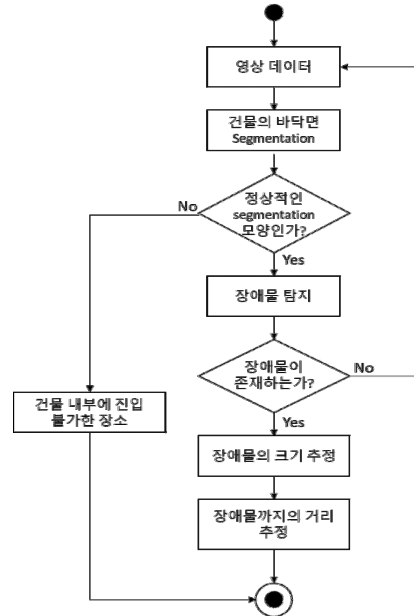 영상 데이터
건물의 바닥면
Segmentation
정상적인
segmentation
모양인가?
No
Yes
장애물 탐지
장애물이
존재하는가?
No
Yes
건물 내부에 진입
불가한 장소
장애물의 크기 추정
장애물까지의 거리
추정